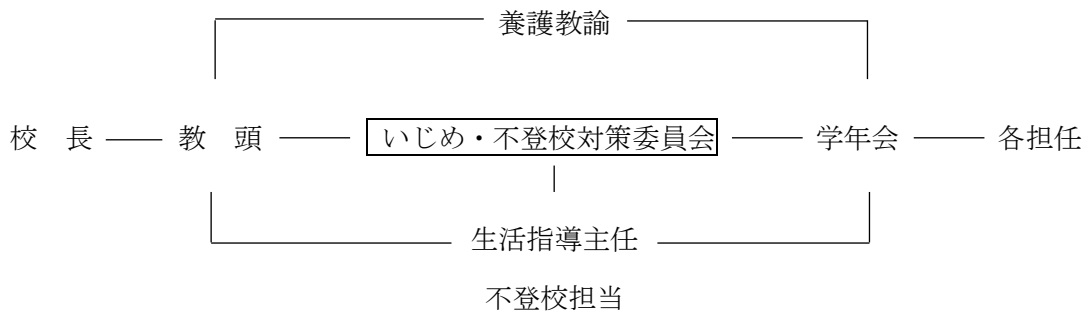 養護教諭
校　長 教　頭 いじめ・不登校対策委員会 学年会 各担任
生活指導主任
不登校担当